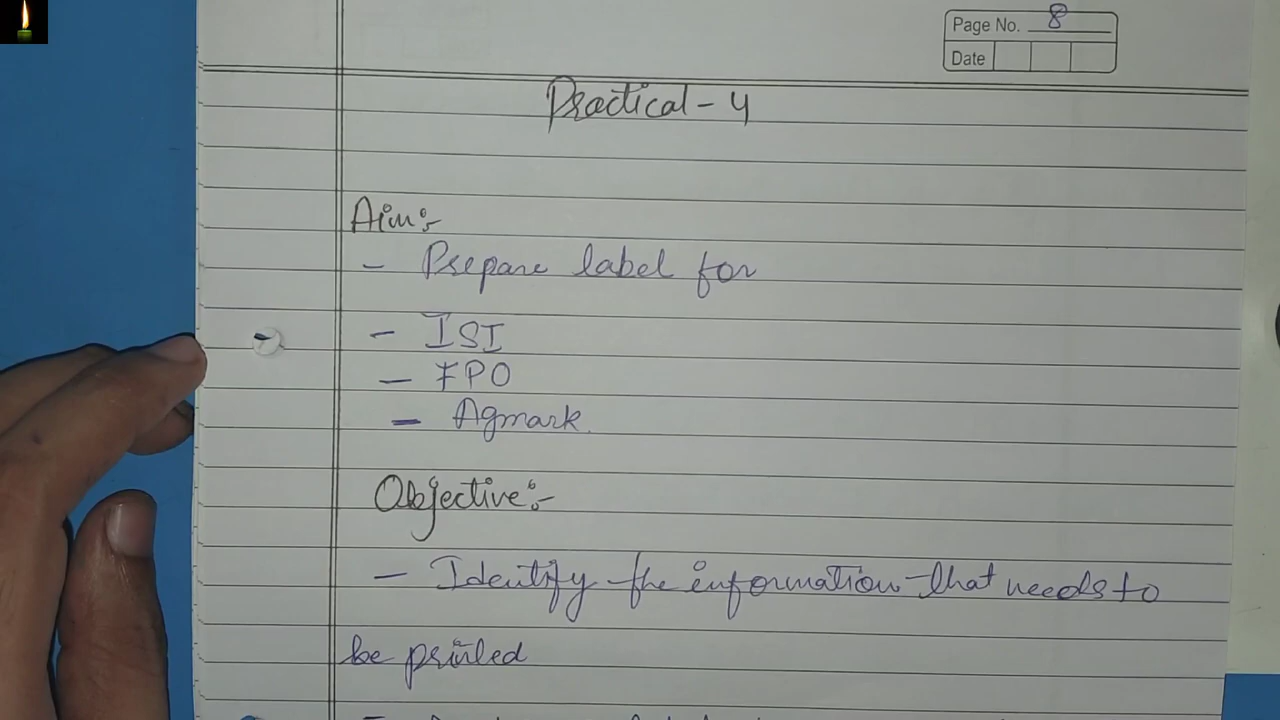 Page No. 8
Date
Practical - 4
Aim:-
- Prepare label for
- ISI
- FPO
- Agmark.
Objective:-
- Identify the information that needs to
be printed